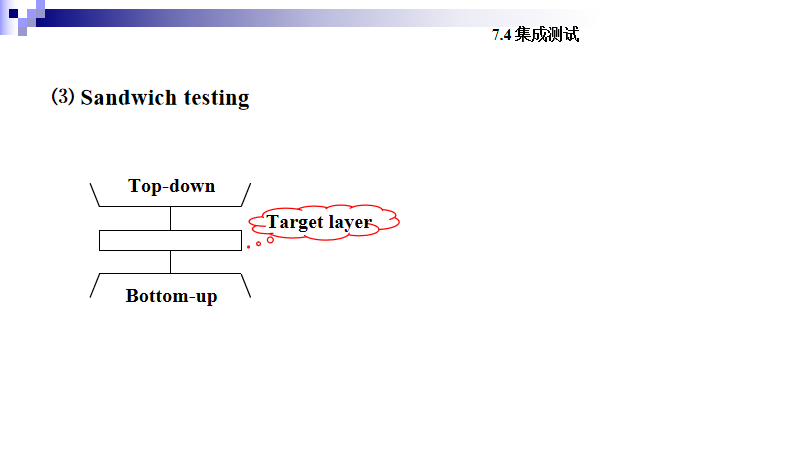 7.4 集成测试
⑶ Sandwich testing
Top-down
Target layer
Bottom-up